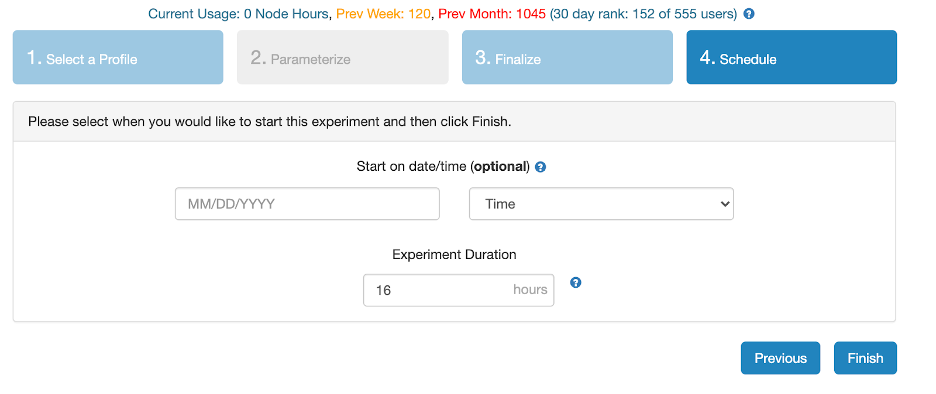 Current Usage: 0 Node Hours, Prev Week: 120, Prev Month: 1045 (30 day rank: 152 of 555 users)
1. Select a Profile
2. Parameterize
3. Finalize
4. Schedule
Please select when you would like to start this experiment and then click Finish.
Start on date/time (optional)
MM/DD/YYYY
Time
Experiment Duration
16 hours
Previous
Finish